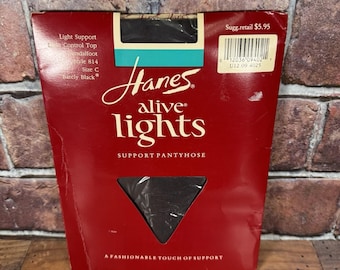 Light Support
Control Top
Sandalfoot
Style 814
Size C
Barely Black®
Sugg. retail $5.95
Hanes®
alive®
lights
SUPPORT PANTYHOSE
A FASHIONABLE TOUCH OF SUPPORT